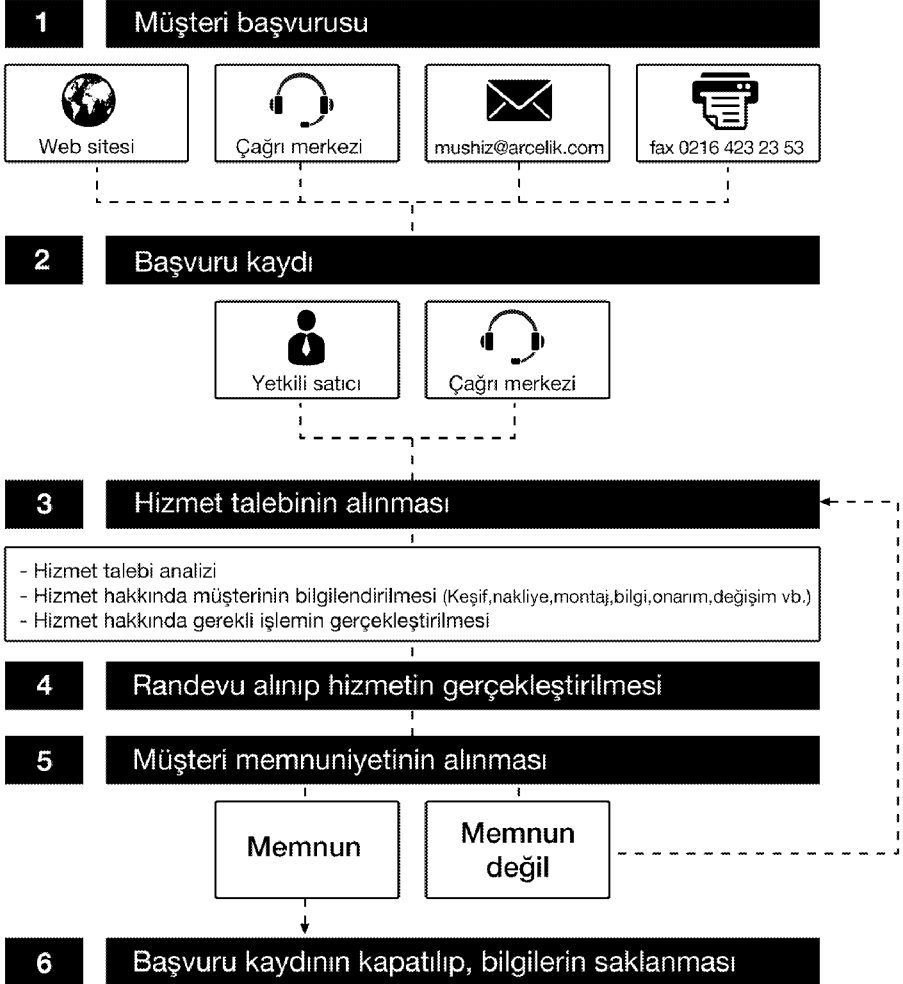 1 Müşteri başvurusu
Web sitesi
Çağrı merkezi
mushiz@arcelik.com
fax 0216 423 23 53
2 Başvuru kaydı
Yetkili satıcı
Çağrı merkezi
3 Hizmet talebinin alınması
- Hizmet talebi analizi
- Hizmet hakkında müşterinin bilgilendirilmesi (Keşif,nakliye,montaj,bilgi,onarım,değişim vb.)
- Hizmet hakkında gerekli işlemin gerçekleştirilmesi
4 Randevu alınıp hizmetin gerçekleştirilmesi
5 Müşteri memnuniyetinin alınması
Memnun
Memnun
değil
6 Başvuru kaydının kapatılıp, bilgilerin saklanması